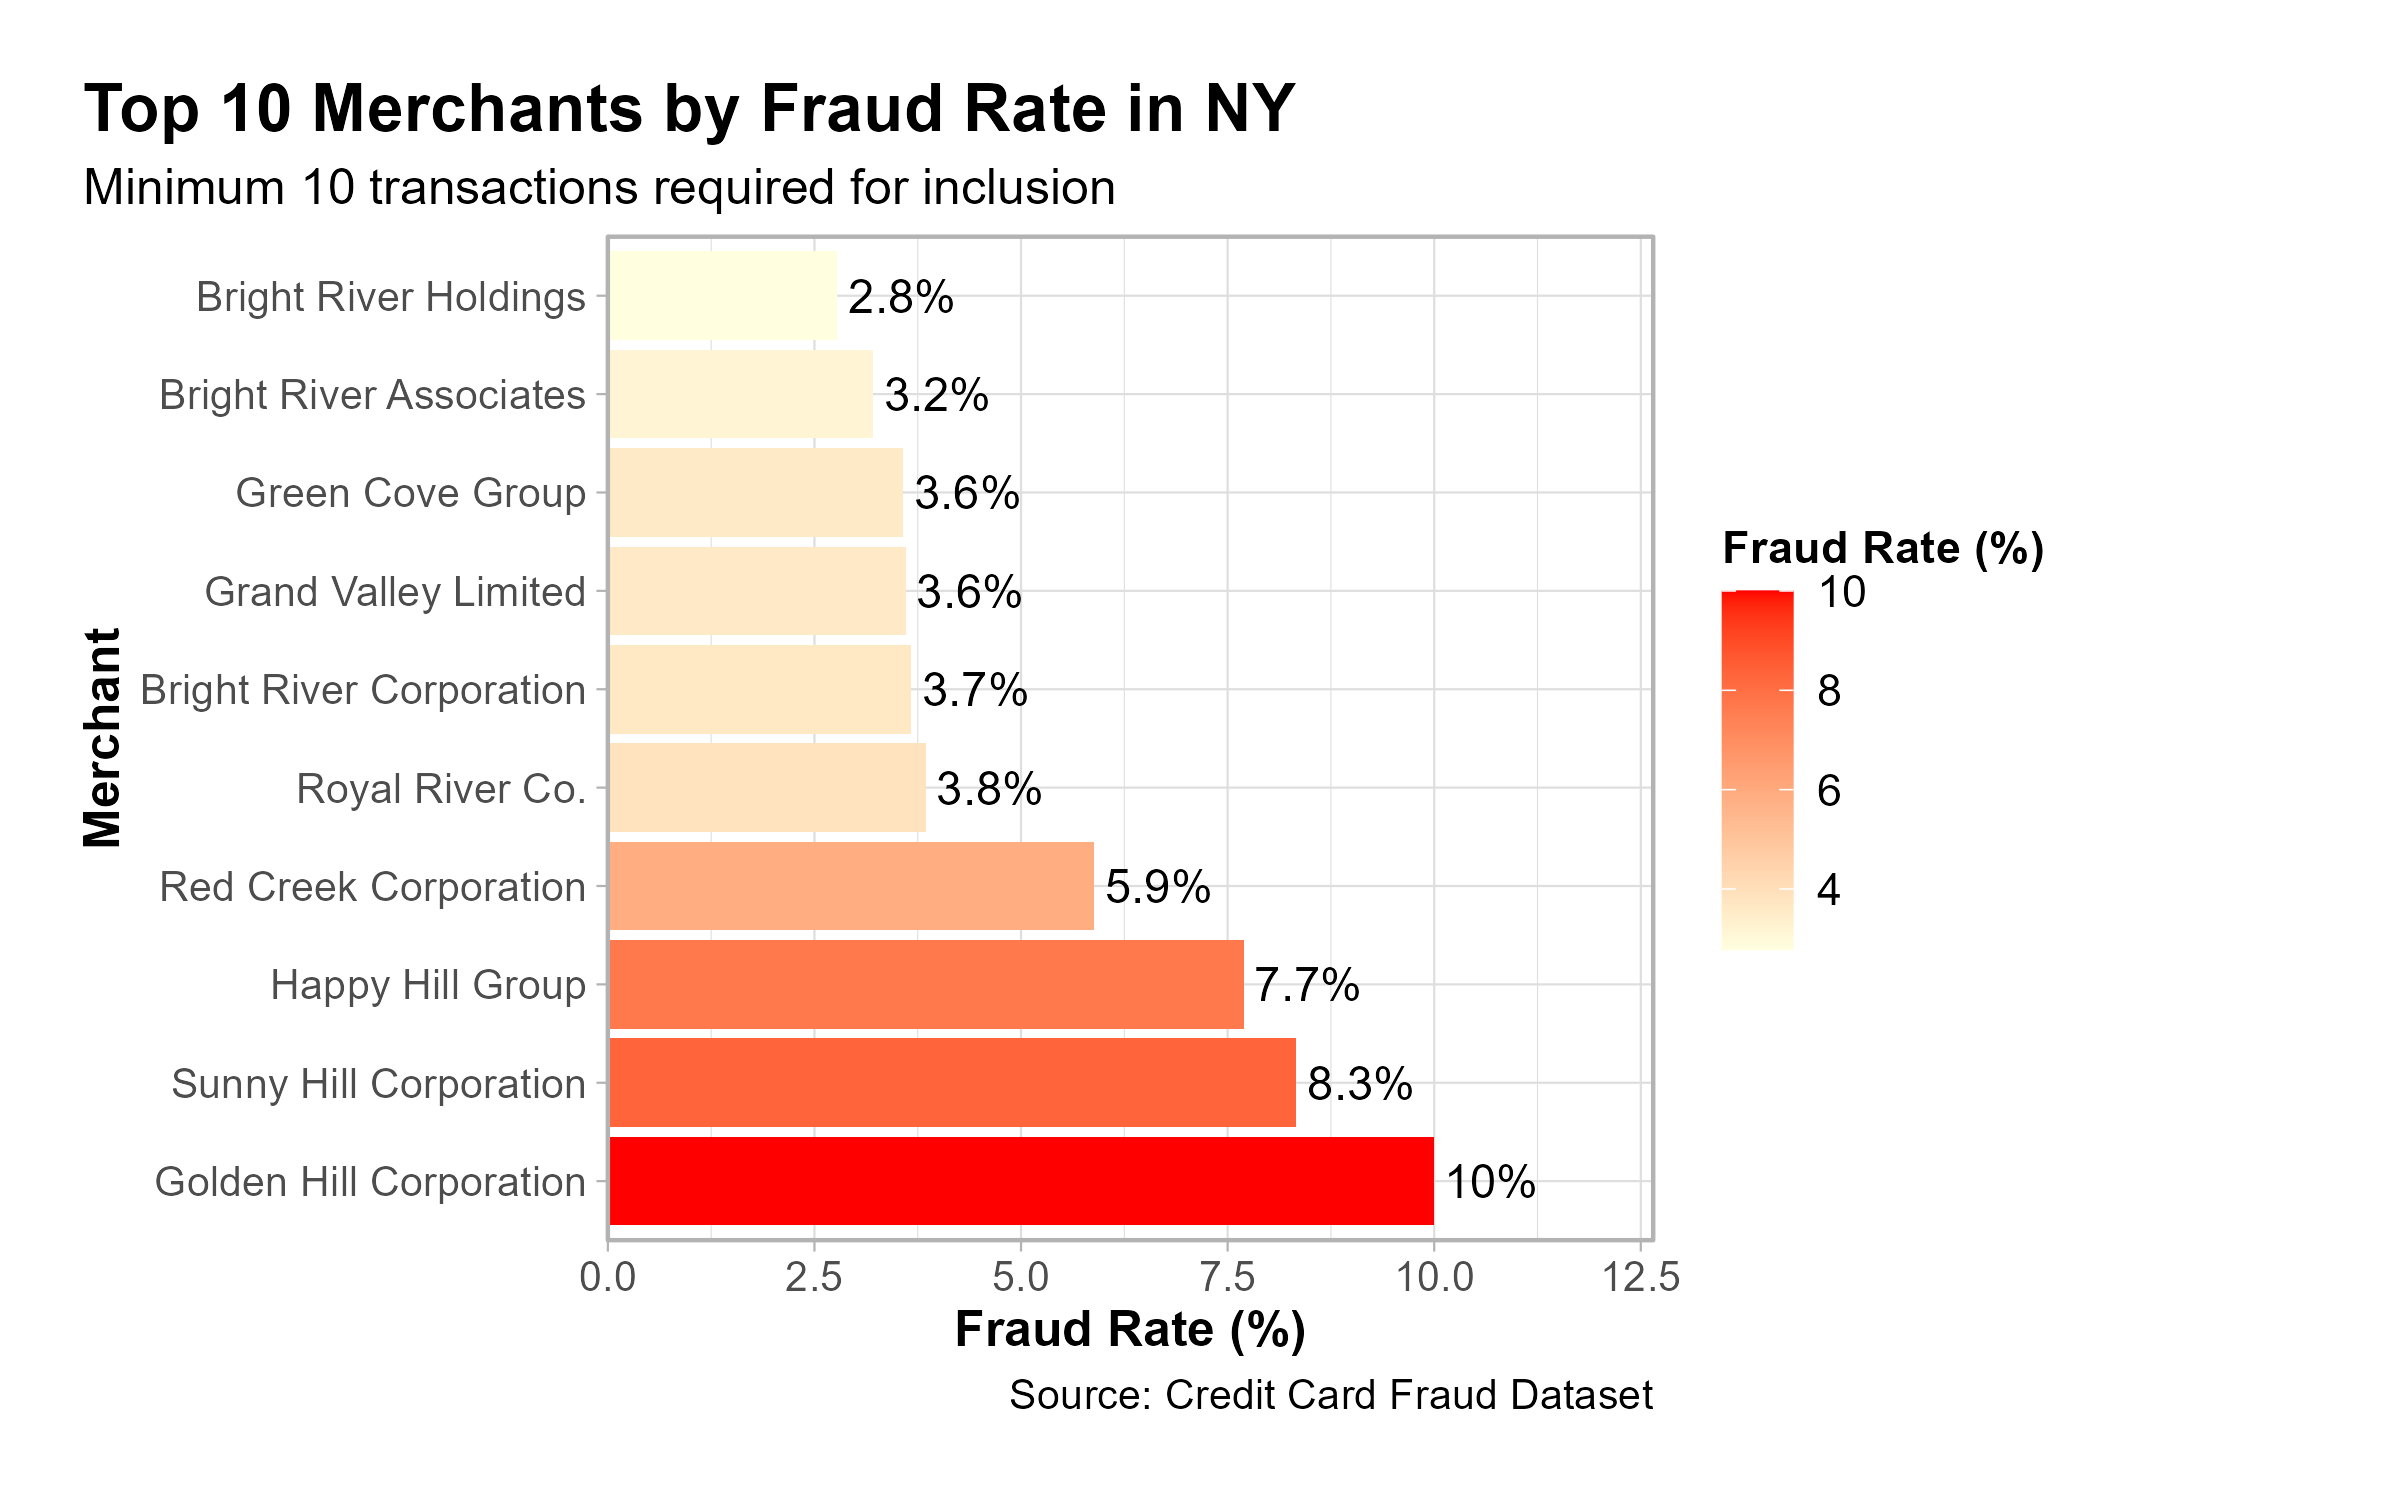 Top 10 Merchants by Fraud Rate in NY
Minimum 10 transactions required for inclusion
Merchant
Bright River Holdings 2.8%
Bright River Associates 3.2%
Green Cove Group 3.6%
Grand Valley Limited 3.6%
Bright River Corporation 3.7%
Royal River Co. 3.8%
Red Creek Corporation 5.9%
Happy Hill Group 7.7%
Sunny Hill Corporation 8.3%
Golden Hill Corporation 10%
0.0 2.5 5.0 7.5 10.0 12.5
Fraud Rate (%)
Source: Credit Card Fraud Dataset
Fraud Rate (%)
10
8
6
4